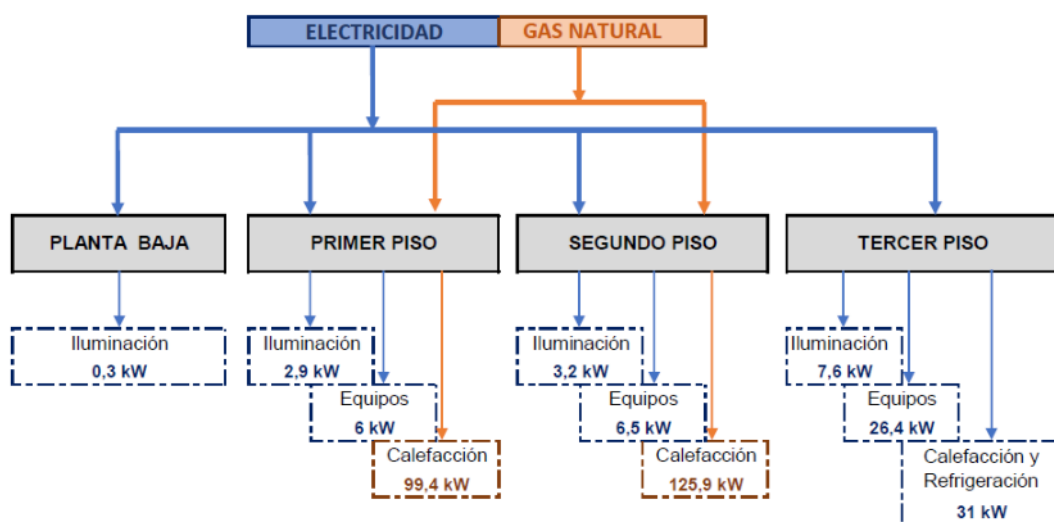 ELECTRICIDAD
GAS NATURAL
PLANTA BAJA
PRIMER PISO
SEGUNDO PISO
TERCER PISO
Iluminación
0,3 kW
Iluminación
2,9 kW
Equipos
6 kW
Calefacción
99,4 kW
Iluminación
3,2 kW
Equipos
6,5 kW
Calefacción
125,9 kW
Iluminación
7,6 kW
Equipos
26,4 kW
Calefacción y
Refrigeración
31 kW